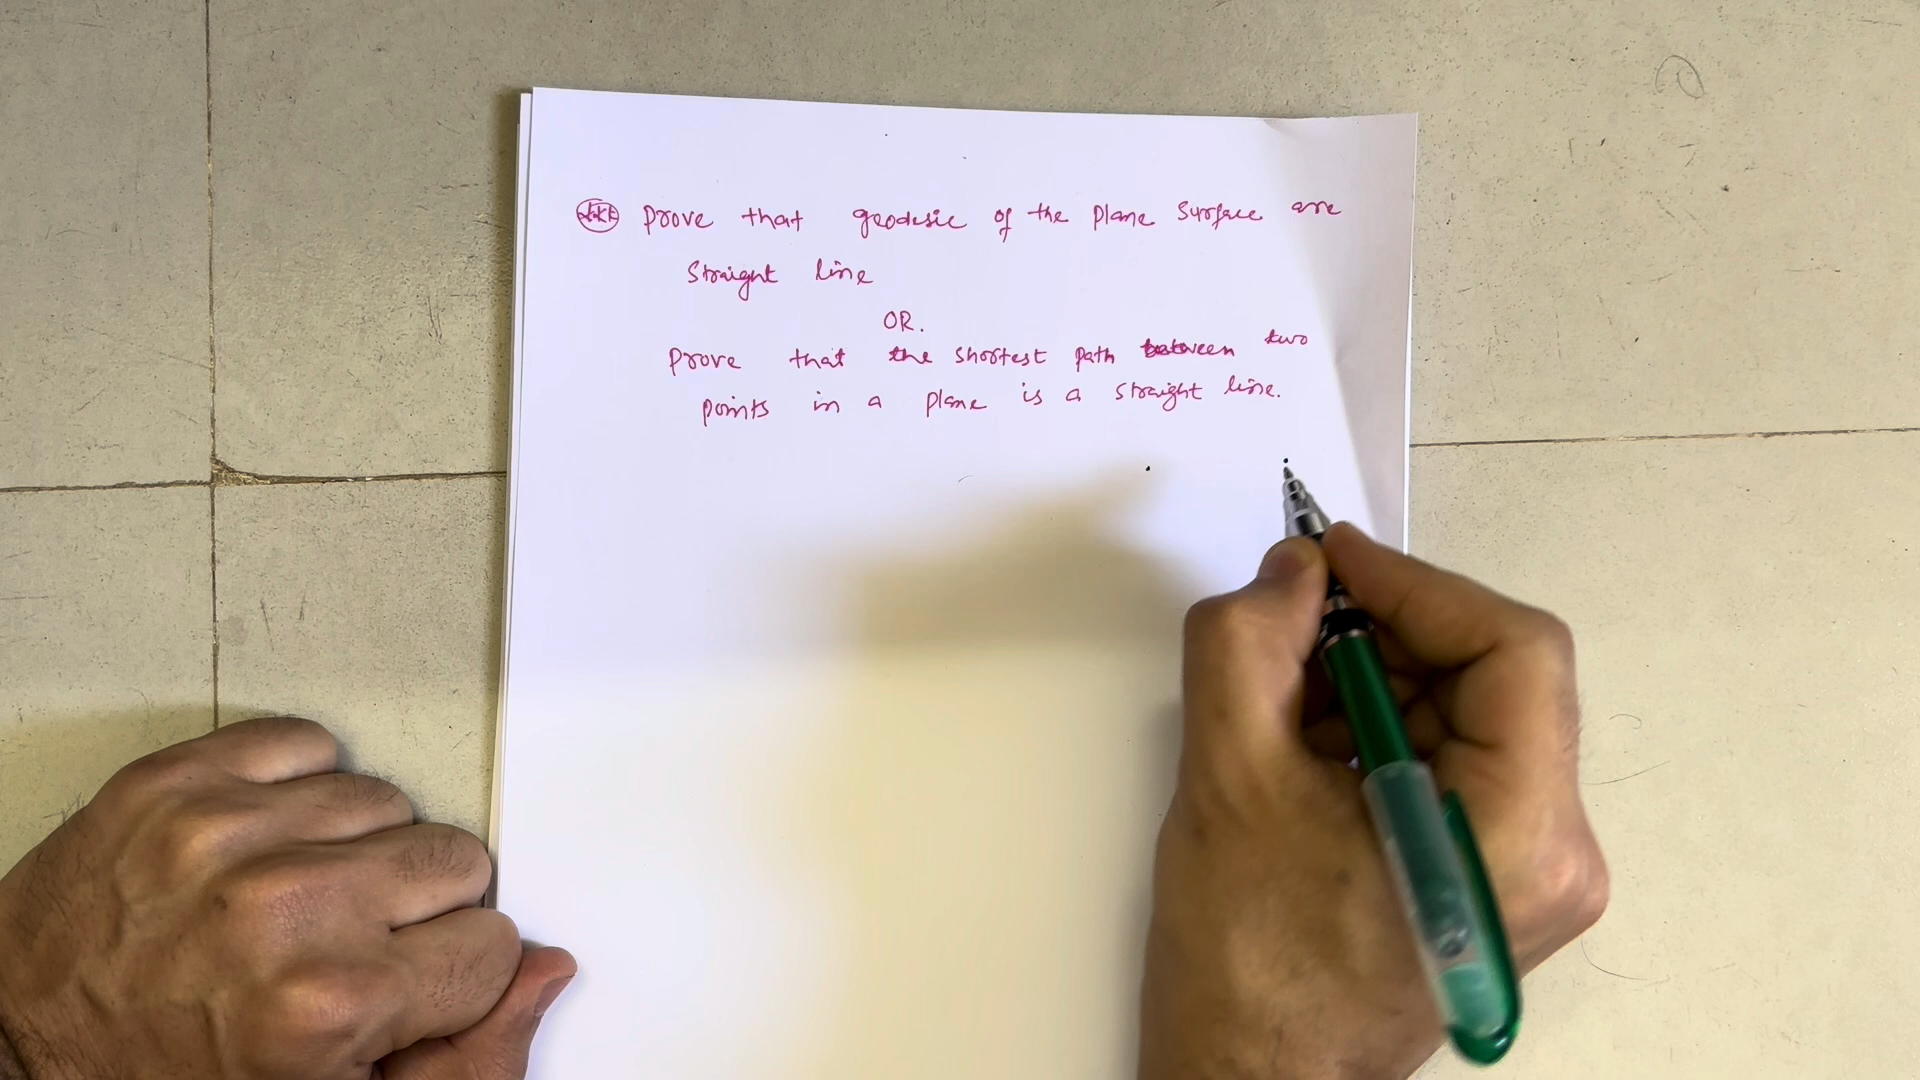 Prove that geodesic of the plane surface are
straight line
OR.
Prove that the shortest path between two
points in a plane is a straight line.